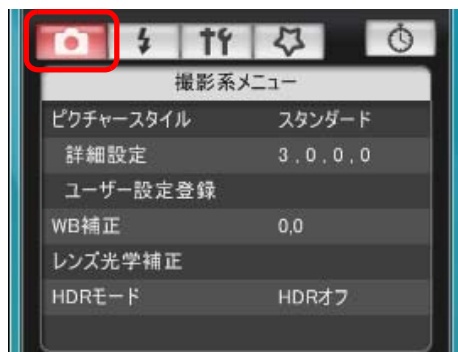 撮影系メニュー
ピクチャースタイル スタンダード
詳細設定 3,0,0,0
ユーザー設定登録
WB補正 0,0
レンズ光学補正
HDRモード HDRオフ